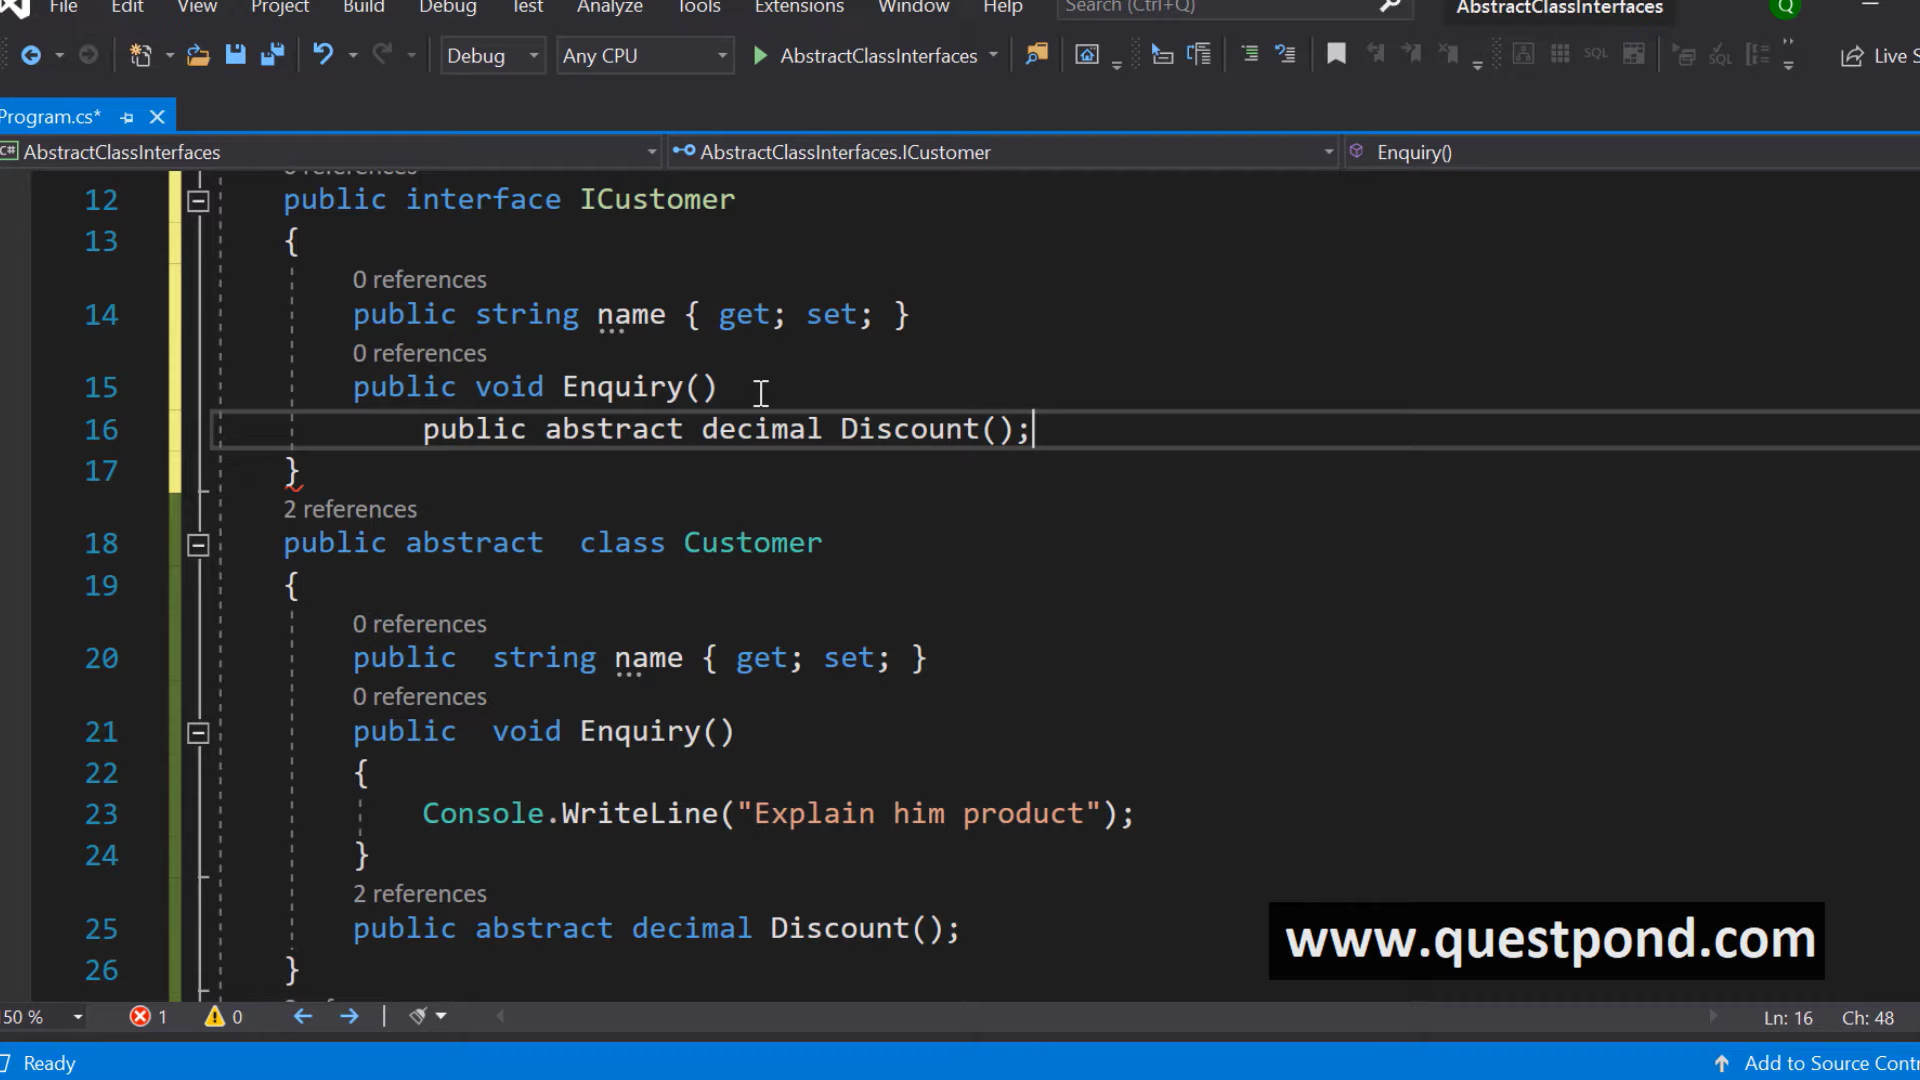 File Edit View Project Build Debug Test Analyze Tools Extensions Window Help Search (Ctrl+Q) AbstractClassInterfaces Q
Debug Any CPU AbstractClassInterfaces SQL SQL Live S
Program.cs*
C# AbstractClassInterfaces AbstractClassInterfaces.ICustomer Enquiry()
12 public interface ICustomer
13 {
0 references
14 public string name { get; set; }
0 references
15 public void Enquiry()
16 public abstract decimal Discount();
17 }
2 references
18 public abstract  class Customer
19 {
0 references
20 public  string name { get; set; }
0 references
21 public  void Enquiry()
22 {
23 Console.WriteLine("Explain him product");
24 }
2 references
25 public abstract decimal Discount();
26 }
www.questpond.com
50 % 1 0 Ln: 16 Ch: 48
Ready Add to Source Contr